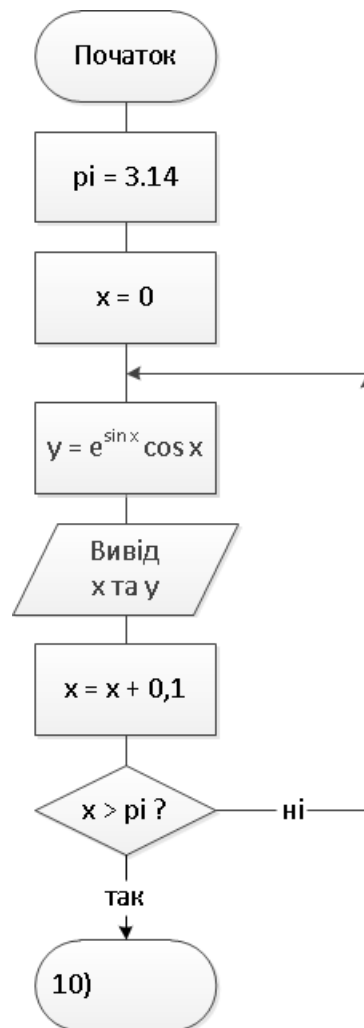 Початок
pi = 3.14
x = 0
y = e^sin x cos x
Вивід
x та y
x = x + 0,1
x > pi ?
ні
так
10)